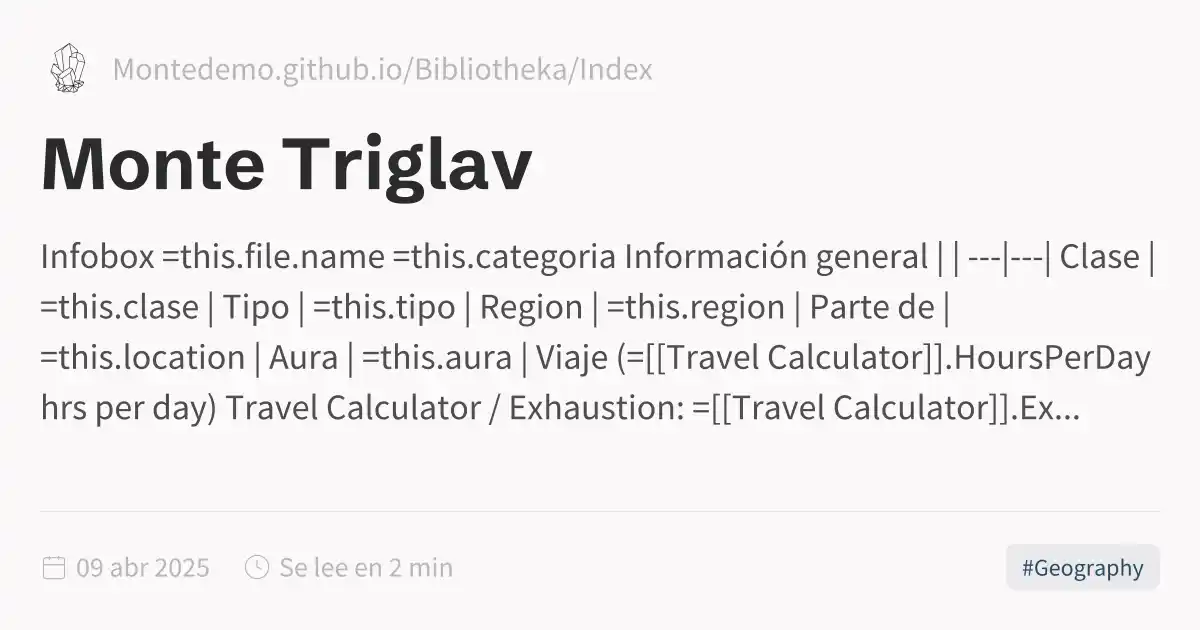 Montedemo.github.io/Bibliotheka/Index
Monte Triglav
Infobox =this.file.name =this.categoria Información general | | ---|---| Clase |
=this.clase | Tipo | =this.tipo | Region | =this.region | Parte de |
=this.location | Aura | =this.aura | Viaje (=[[Travel Calculator]].HoursPerDay
hrs per day) Travel Calculator / Exhaustion: =[[Travel Calculator]].Ex...
09 abr 2025
Se lee en 2 min
#Geography